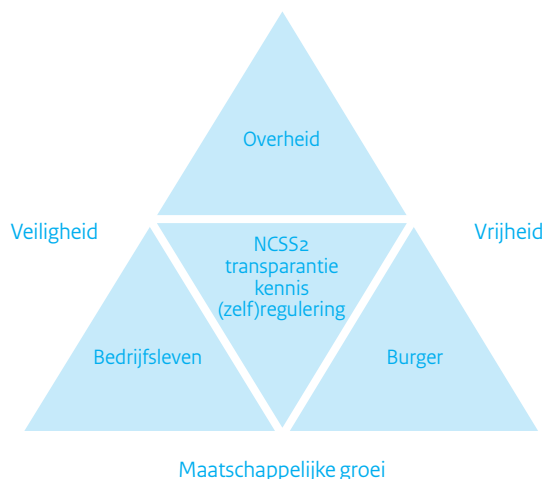 Overheid
Veiligheid
Vrijheid
NCSS2
transparantie
kennis
(zelf)regulering
Bedrijfsleven
Burger
Maatschappelijke groei